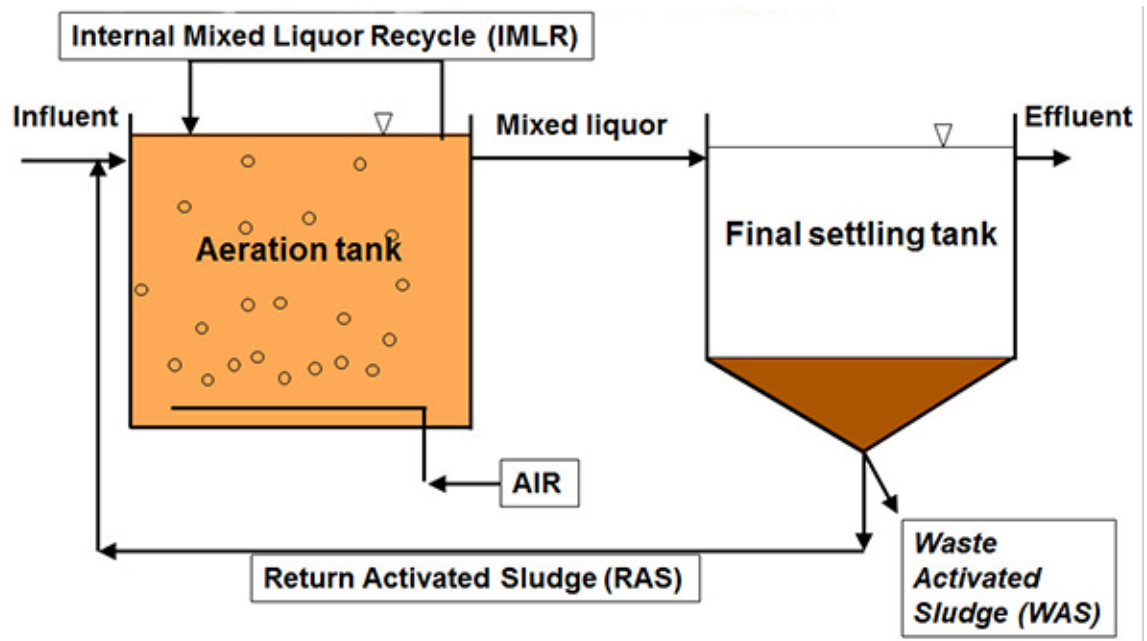 Internal Mixed Liquor Recycle (IMLR)
Influent
Mixed liquor
Effluent
Aeration tank
Final settling tank
AIR
Return Activated Sludge (RAS)
Waste
Activated
Sludge (WAS)